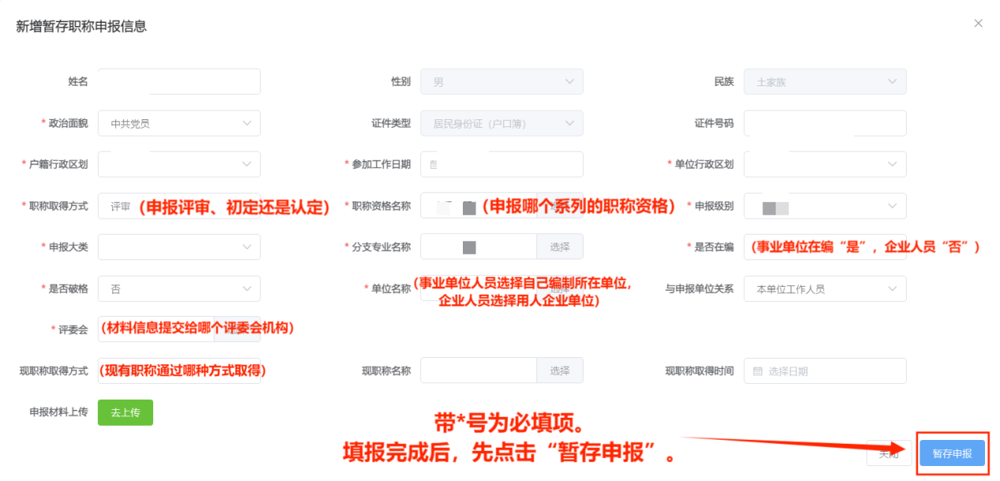 新增暂存职称申报信息
姓名
性别 男
民族 土家族
* 政治面貌 中共党员
证件类型 居民身份证（户口簿）
证件号码
* 户籍行政区划
* 参加工作日期
* 单位行政区划
* 职称取得方式 评审 （申报评审、初定还是认定）
* 职称资格名称 （申报哪个系列的职称资格）
* 申报级别
* 申报大类
* 分支专业名称 选择
* 是否在编 （事业单位在编“是”，企业人员“否”）
* 是否破格 否
* 单位名称 （事业单位人员选择自己编制所在单位，
企业人员选择用人企业单位）
与申报单位关系 本单位工作人员
* 评委会 （材料信息提交给哪个评委会机构）
现职称取得方式 （现有职称通过哪种方式取得）
现职称名称 选择
现职称取得时间 选择日期
申报材料上传 去上传
带*号为必填项。
填报完成后，先点击“暂存申报”。
关闭
暂存申报